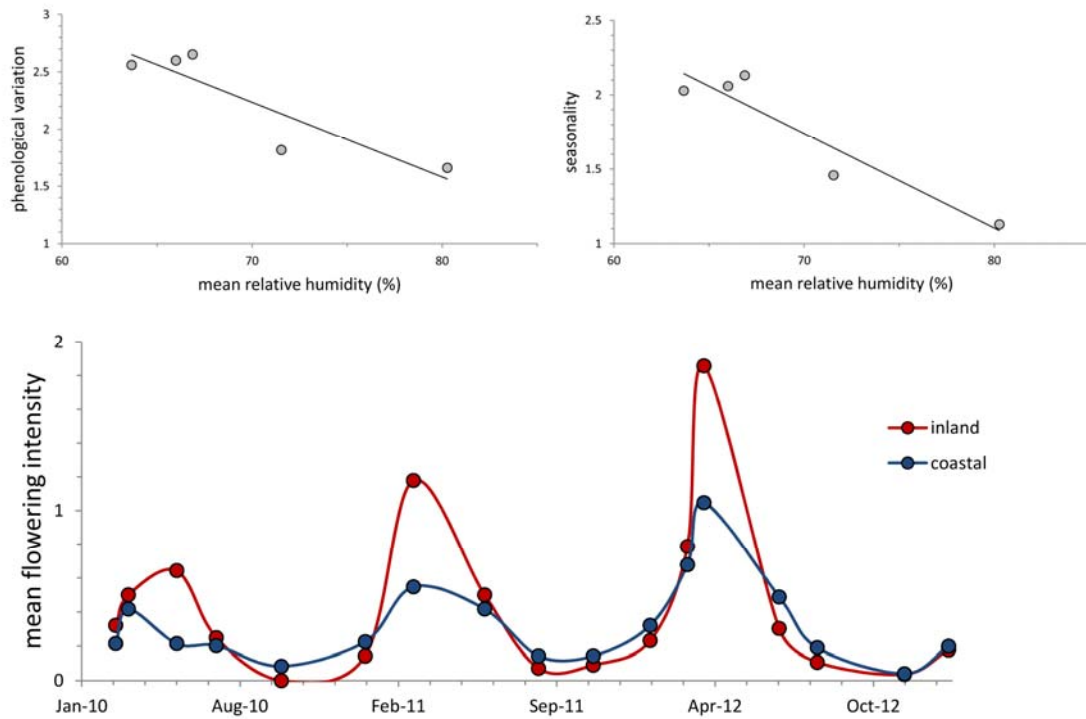 3
2.5
2
1.5
1
60
70
80
phenological variation
mean relative humidity (%)
2.5
2
1.5
1
60
70
80
seasonality
mean relative humidity (%)
2
1
0
mean flowering intensity
inland
coastal
Jan-10
Aug-10
Feb-11
Sep-11
Apr-12
Oct-12